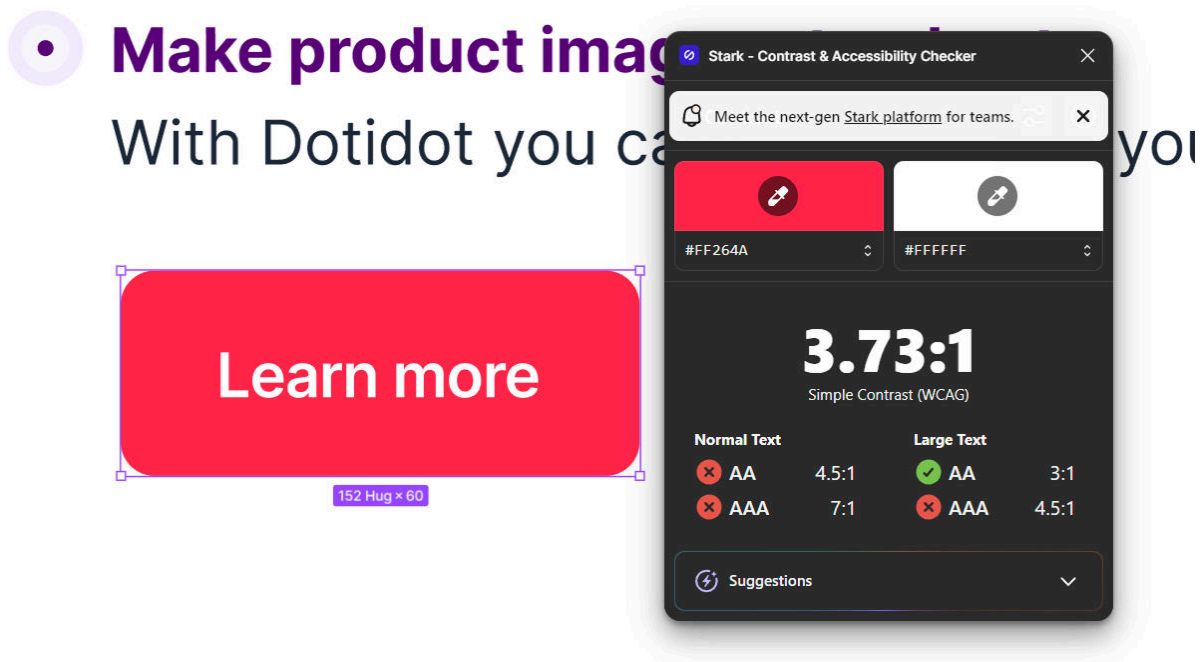 Make product imag
With Dotidot you ca you
Learn more
152 Hug × 60
Stark - Contrast & Accessibility Checker
Meet the next-gen Stark platform for teams.
#FF264A
#FFFFFF
3.73:1
Simple Contrast (WCAG)
Normal Text
AA 4.5:1
AAA 7:1
Large Text
AA 3:1
AAA 4.5:1
Suggestions